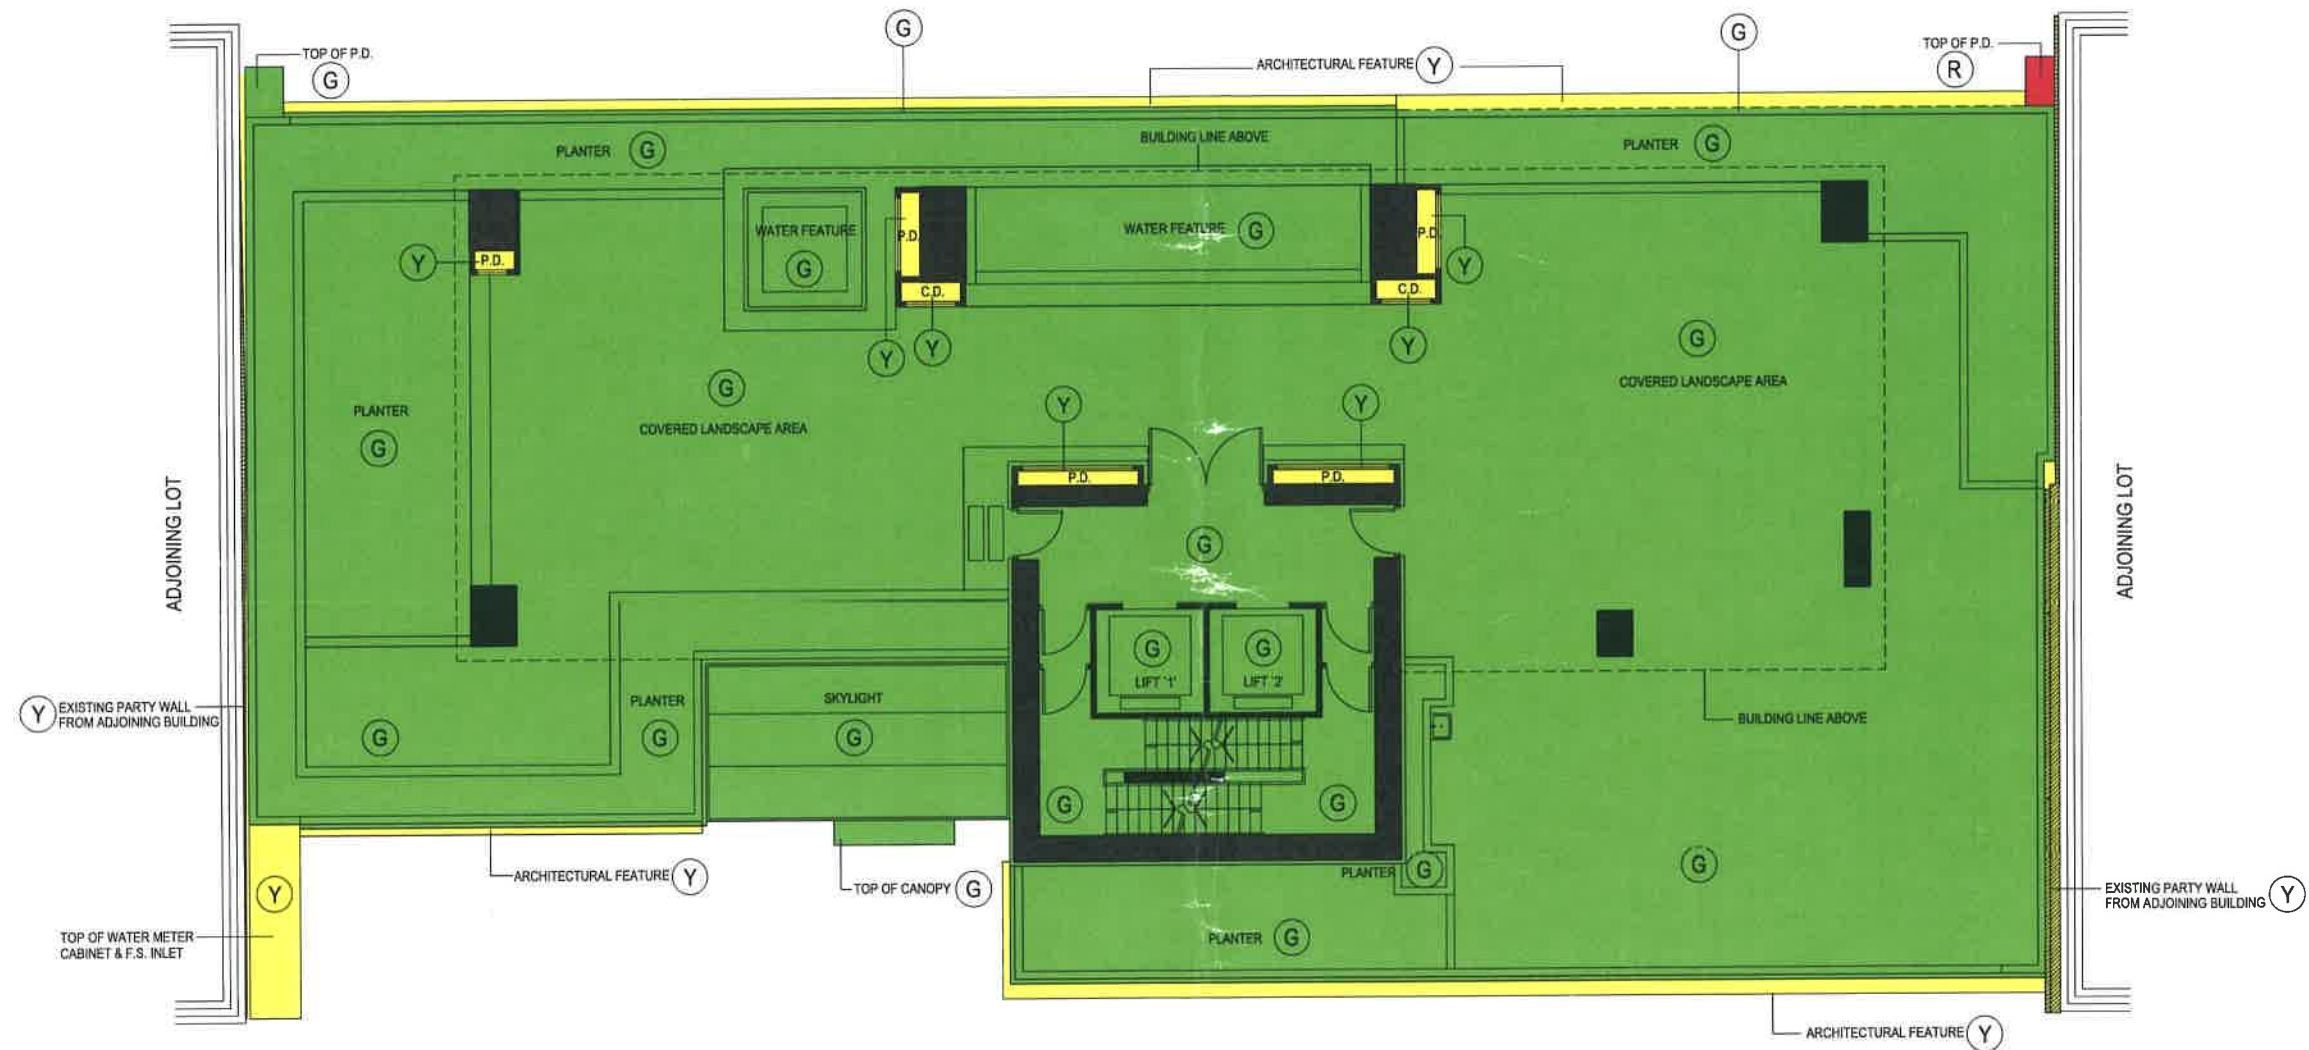 G
G
TOP OF P.D.
G
ARCHITECTURAL FEATURE Y
TOP OF P.D.
R
PLANTER G
BUILDING LINE ABOVE
PLANTER G
WATER FEATURE
G
P.D.
WATER FEATURE G
P.D.
Y
Y P.D.
C.D.
C.D.
Y
Y
Y
G
COVERED LANDSCAPE AREA
G
COVERED LANDSCAPE AREA
PLANTER
G
Y
Y
P.D.
P.D.
ADJOINING LOT
ADJOINING LOT
G
G
LIFT '1'
G
LIFT '2'
Y EXISTING PARTY WALL
FROM ADJOINING BUILDING
PLANTER
G
SKYLIGHT
G
G
BUILDING LINE ABOVE
G
G
Y
ARCHITECTURAL FEATURE Y
TOP OF CANOPY G
PLANTER G
G
EXISTING PARTY WALL
FROM ADJOINING BUILDING Y
TOP OF WATER METER
CABINET & F.S. INLET
PLANTER G
ARCHITECTURAL FEATURE Y